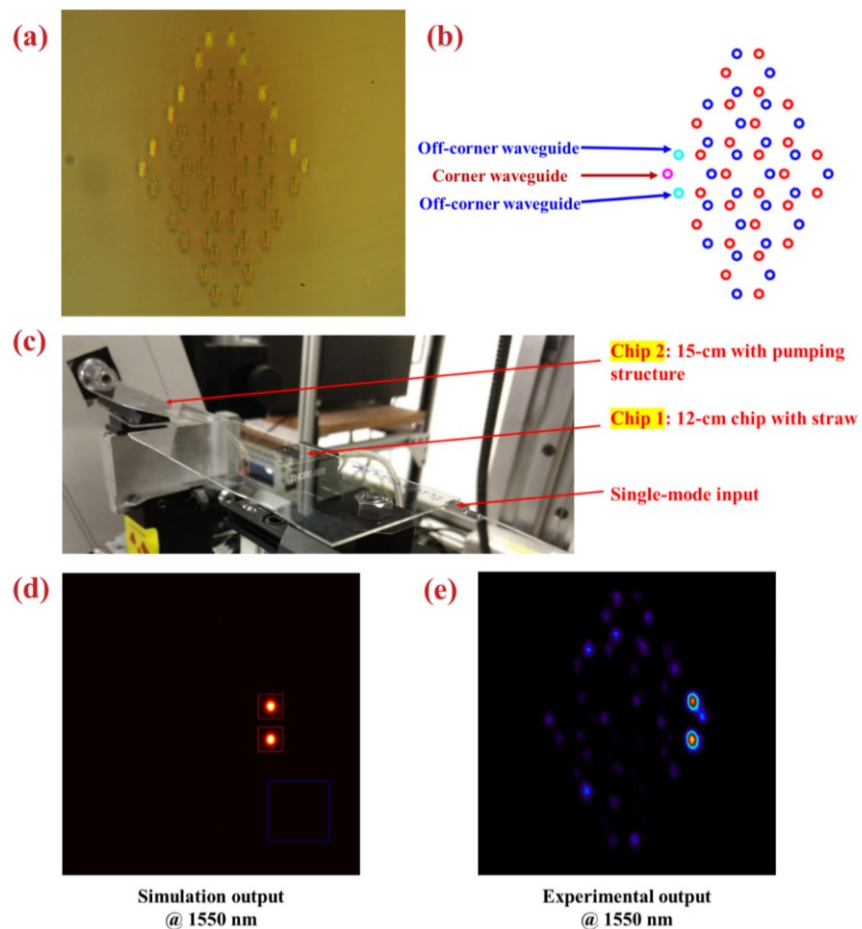 (a)
(b)
Off-corner waveguide
Corner waveguide
Off-corner waveguide
(c)
Chip 2: 15-cm with pumping
structure
Chip 1: 12-cm chip with straw
Single-mode input
(d)
(e)
Simulation output
@ 1550 nm
Experimental output
@ 1550 nm